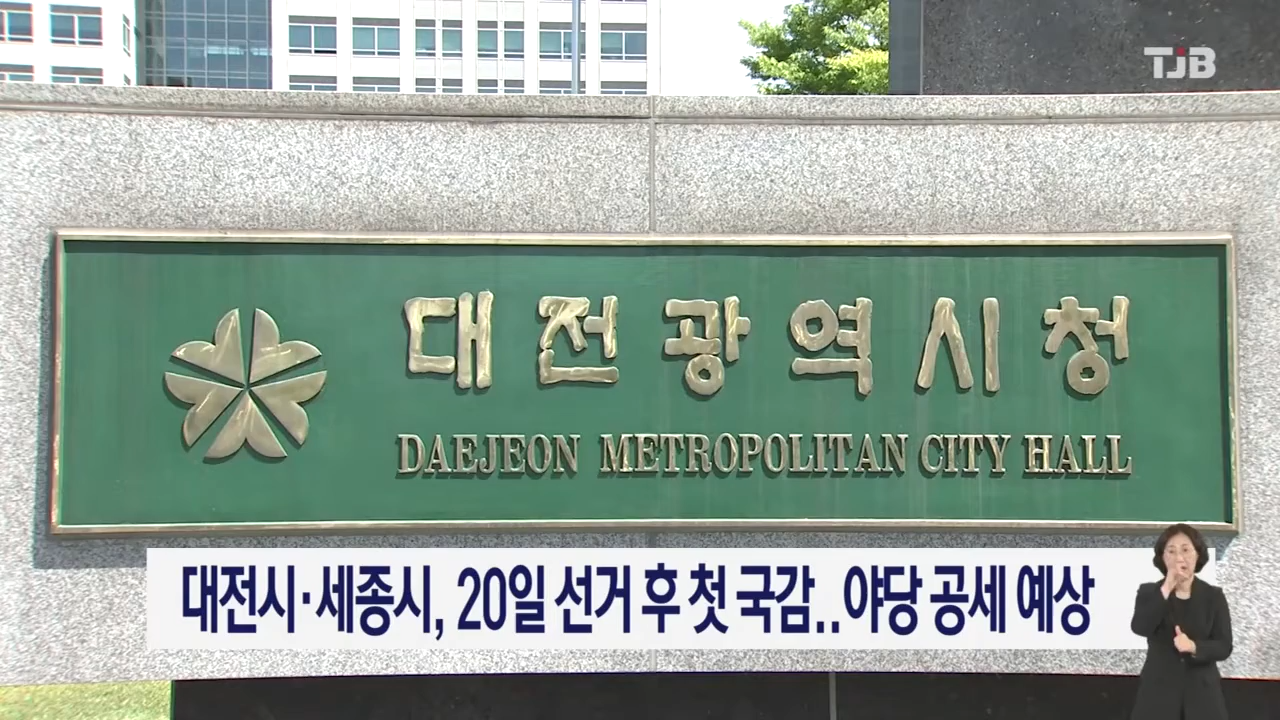 TJB
대전광역시청
DAEJEON METROPOLITAN CITY HALL
대전시·세종시, 20일 선거 후 첫 국감..야당 공세 예상